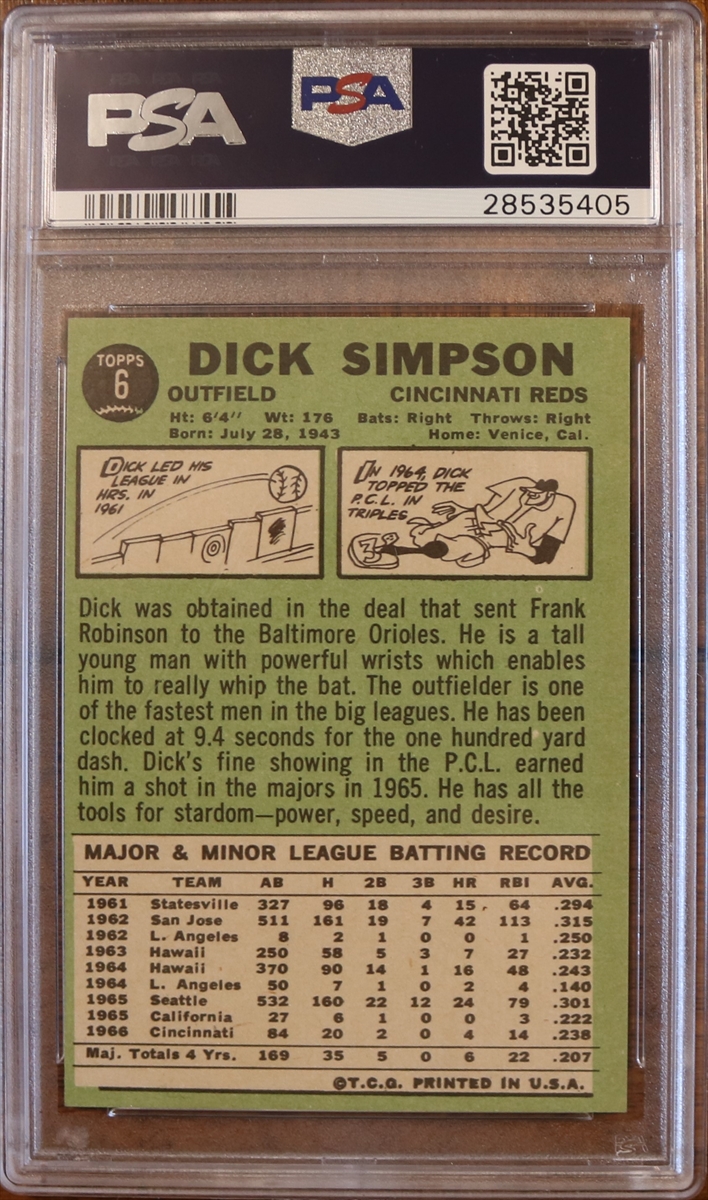 PSA
PSA
28535405
TOPPS
6
DICK SIMPSON
OUTFIELD CINCINNATI REDS
Ht: 6'4" Wt: 176 Bats: Right Throws: Right
Born: July 28, 1943 Home: Venice, Cal.
DICK LED HIS
LEAGUE IN
HRS. IN
1961
IN 1964, DICK
TOPPED THE
P.C.L. IN
TRIPLES
Dick was obtained in the deal that sent Frank
Robinson to the Baltimore Orioles. He is a tall
young man with powerful wrists which enables
him to really whip the bat. The outfielder is one
of the fastest men in the big leagues. He has been
clocked at 9.4 seconds for the one hundred yard
dash. Dick's fine showing in the P.C.L. earned
him a shot in the majors in 1965. He has all the
tools for stardom—power, speed, and desire.
MAJOR & MINOR LEAGUE BATTING RECORD
YEAR TEAM AB H 2B 3B HR RBI AVG.
1961 Statesville 327 96 18 4 15 64 .294
1962 San Jose 511 161 19 7 42 113 .315
1962 L. Angeles 8 2 1 0 0 1 .250
1963 Hawaii 250 58 5 3 7 27 .232
1964 Hawaii 370 90 14 1 16 48 .243
1964 L. Angeles 50 7 1 0 2 4 .140
1965 Seattle 532 160 22 12 24 79 .301
1965 California 27 6 1 0 0 3 .222
1966 Cincinnati 84 20 2 0 4 14 .238
Maj. Totals 4 Yrs. 169 35 5 0 6 22 .207
©T.C.G. PRINTED IN U.S.A.